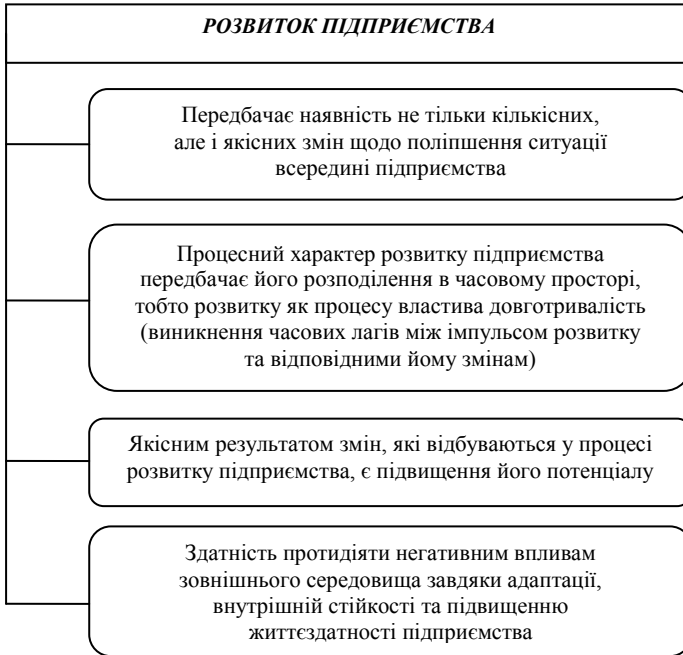 РОЗВИТОК ПІДПРИЄМСТВА
Передбачає наявність не тільки кількісних,
але і якісних змін щодо поліпшення ситуації
всередині підприємства
Процесний характер розвитку підприємства
передбачає його розподілення в часовому просторі,
тобто розвитку як процесу властива довготривалість
(виникнення часових лагів між імпульсом розвитку
та відповідними йому змінам)
Якісним результатом змін, які відбуваються у процесі
розвитку підприємства, є підвищення його потенціалу
Здатність протидіяти негативним впливам
зовнішнього середовища завдяки адаптації,
внутрішній стійкості та підвищенню
життєздатності підприємства